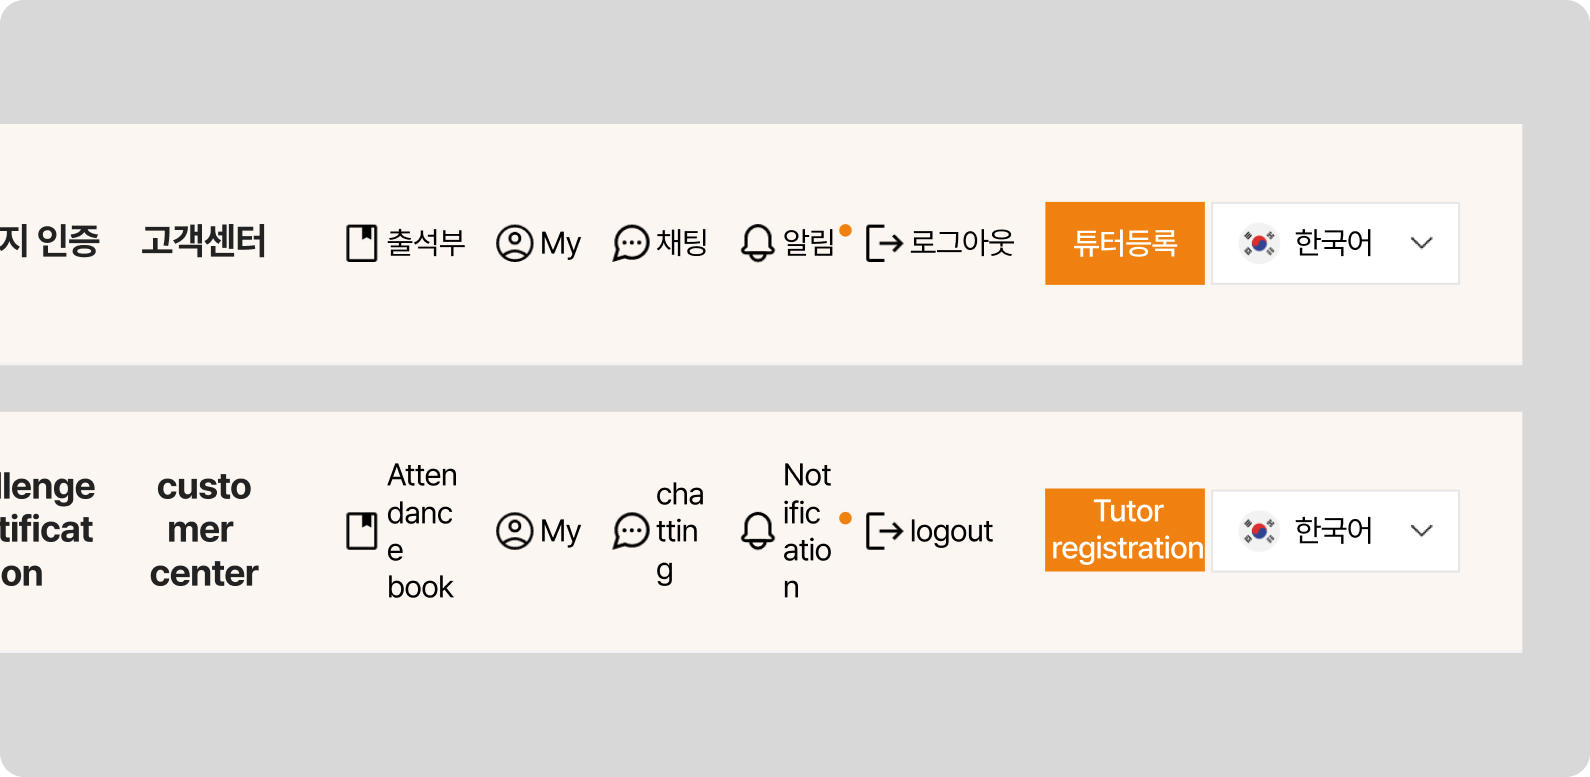 지 인증
고객센터
출석부
My
채팅
알림
로그아웃
튜터등록
한국어
llenge
tificat
on
custo
mer
center
Atten
danc
e
book
My
cha
ttin
g
Not
ific
atio
n
logout
Tutor
registration
한국어